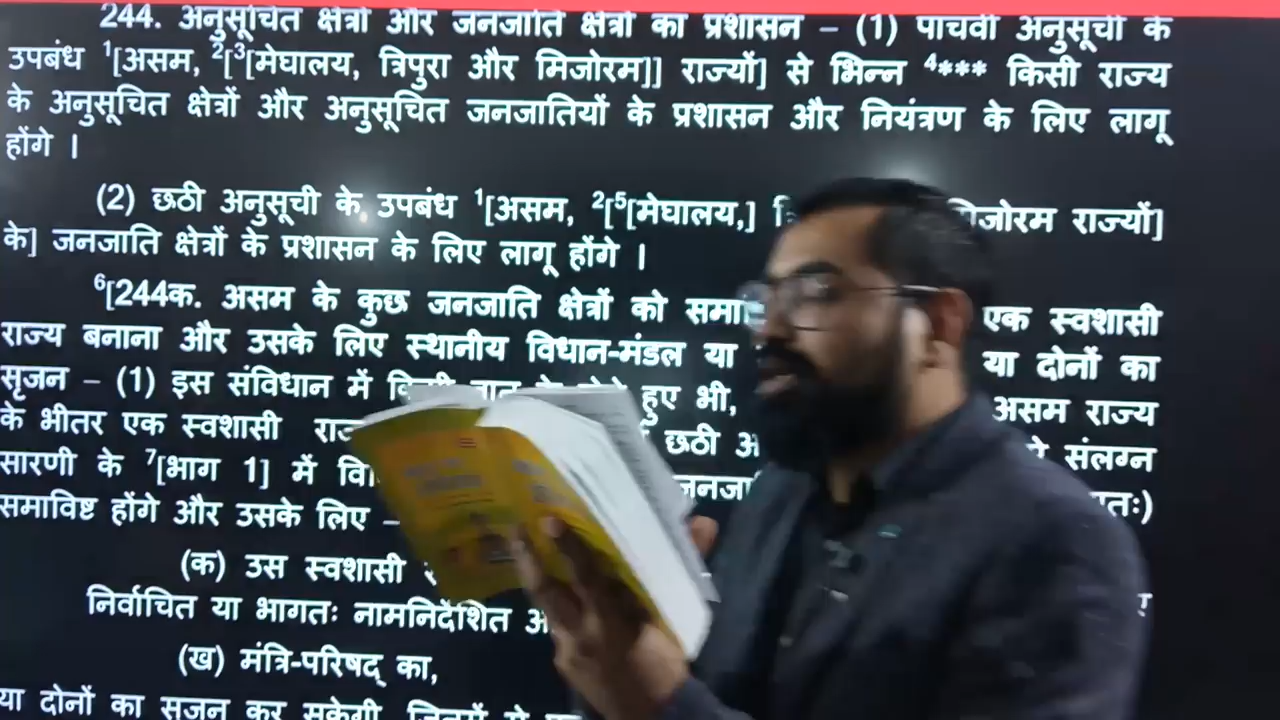 244. अनुसूचित क्षेत्रों और जनजाति क्षेत्रों का प्रशासन – (1) पांचवीं अनुसूची के
उपबंध ¹[असम, ²[³[मेघालय, त्रिपुरा और मिजोरम]] राज्यों] से भिन्न ⁴*** किसी राज्य
के अनुसूचित क्षेत्रों और अनुसूचित जनजातियों के प्रशासन और नियंत्रण के लिए लागू
होंगे ।
(2) छठी अनुसूची के उपबंध ¹[असम, ²[⁵[मेघालय,] राज्यों]
के] जनजाति क्षेत्रों के प्रशासन के लिए लागू होंगे ।
⁶[244क. असम के कुछ जनजाति क्षेत्रों को एक स्वशासी
राज्य बनाना और उसके लिए स्थानीय विधान-मंडल या या दोनों का
सृजन – (1) इस संविधान में हुए भी, असम राज्य
के भीतर एक स्वशासी छठी संलग्न
सारणी के ⁷[भाग 1] में
समाविष्ट होंगे और उसके लिए –
(क) उस स्वशासी
निर्वाचित या भागतः नामनिर्देशित
(ख) मंत्रि-परिषद् का,
या दोनों का सृजन कर सकेगी